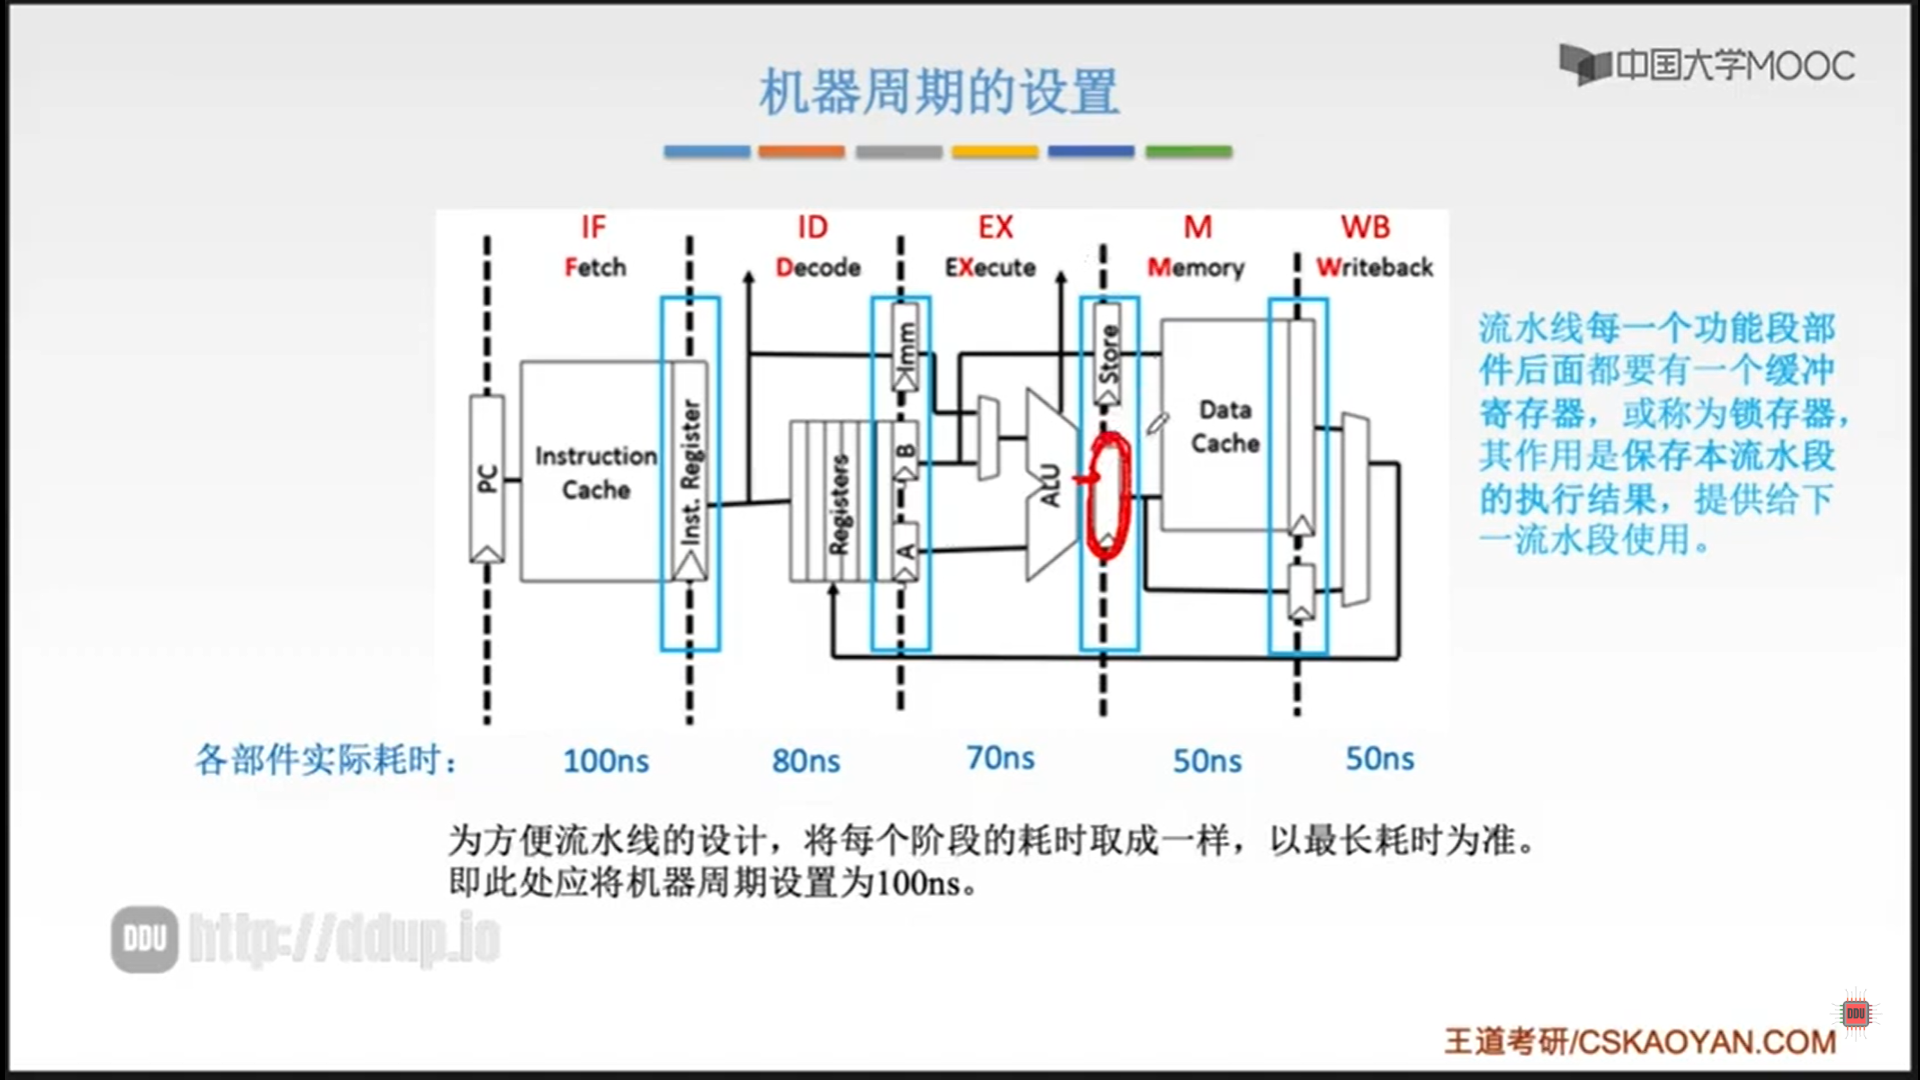 中国大学MOOC
机器周期的设置
IF
ID
EX
M
WB
Fetch
Decode
EXecute
Memory
Writeback
PC
Instruction
Cache
Inst. Register
Registers
Imm
B
A
ALU
Store
Data
Cache
流水线每一个功能段部
件后面都要有一个缓冲
寄存器，或称为锁存器，
其作用是保存本流水段
的执行结果，提供给下
一流水段使用。
各部件实际耗时：
100ns
80ns
70ns
50ns
50ns
为方便流水线的设计，将每个阶段的耗时取成一样，以最长耗时为准。
即此处应将机器周期设置为100ns。
DDU http://ddup.io
DDU
王道考研/CSKAOYAN.COM